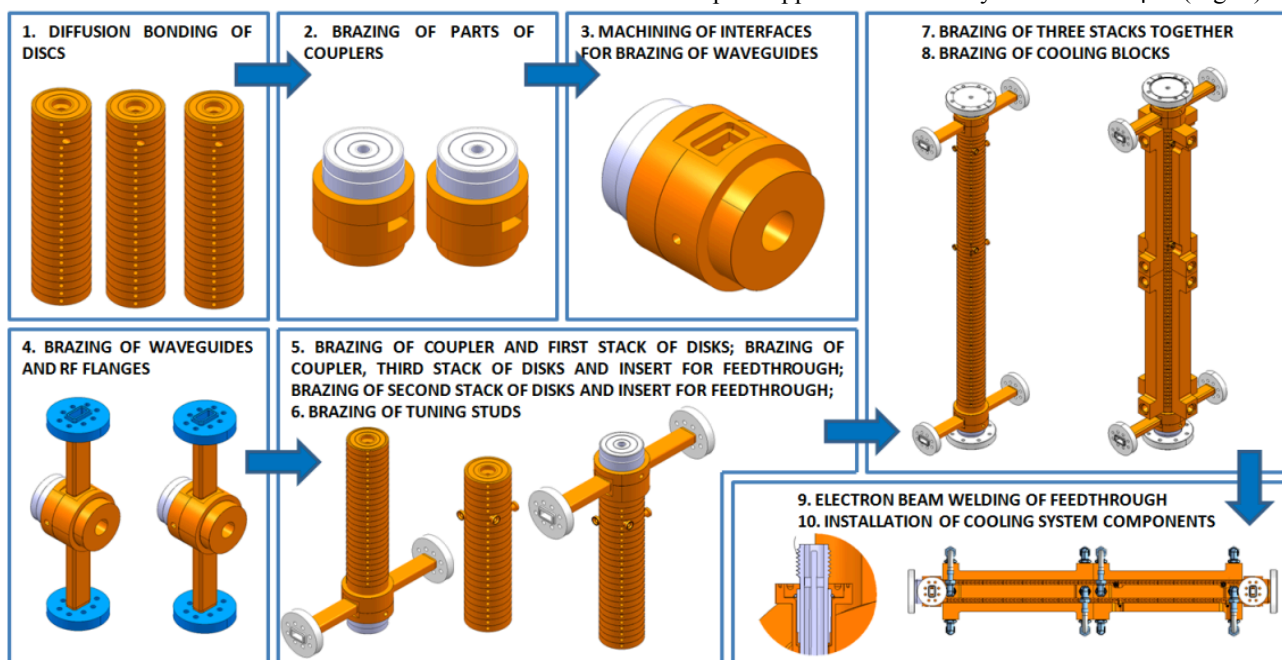 1. DIFFUSION BONDING OF
DISCS
2. BRAZING OF PARTS OF
COUPLERS
3. MACHINING OF INTERFACES
FOR BRAZING OF WAVEGUIDES
7. BRAZING OF THREE STACKS TOGETHER
8. BRAZING OF COOLING BLOCKS
4. BRAZING OF WAVEGUIDES
AND RF FLANGES
5. BRAZING OF COUPLER AND FIRST STACK OF DISKS; BRAZING OF
COUPLER, THIRD STACK OF DISKS AND INSERT FOR FEEDTHROUGH;
BRAZING OF SECOND STACK OF DISKS AND INSERT FOR FEEDTHROUGH;
6. BRAZING OF TUNING STUDS
9. ELECTRON BEAM WELDING OF FEEDTHROUGH
10. INSTALLATION OF COOLING SYSTEM COMPONENTS